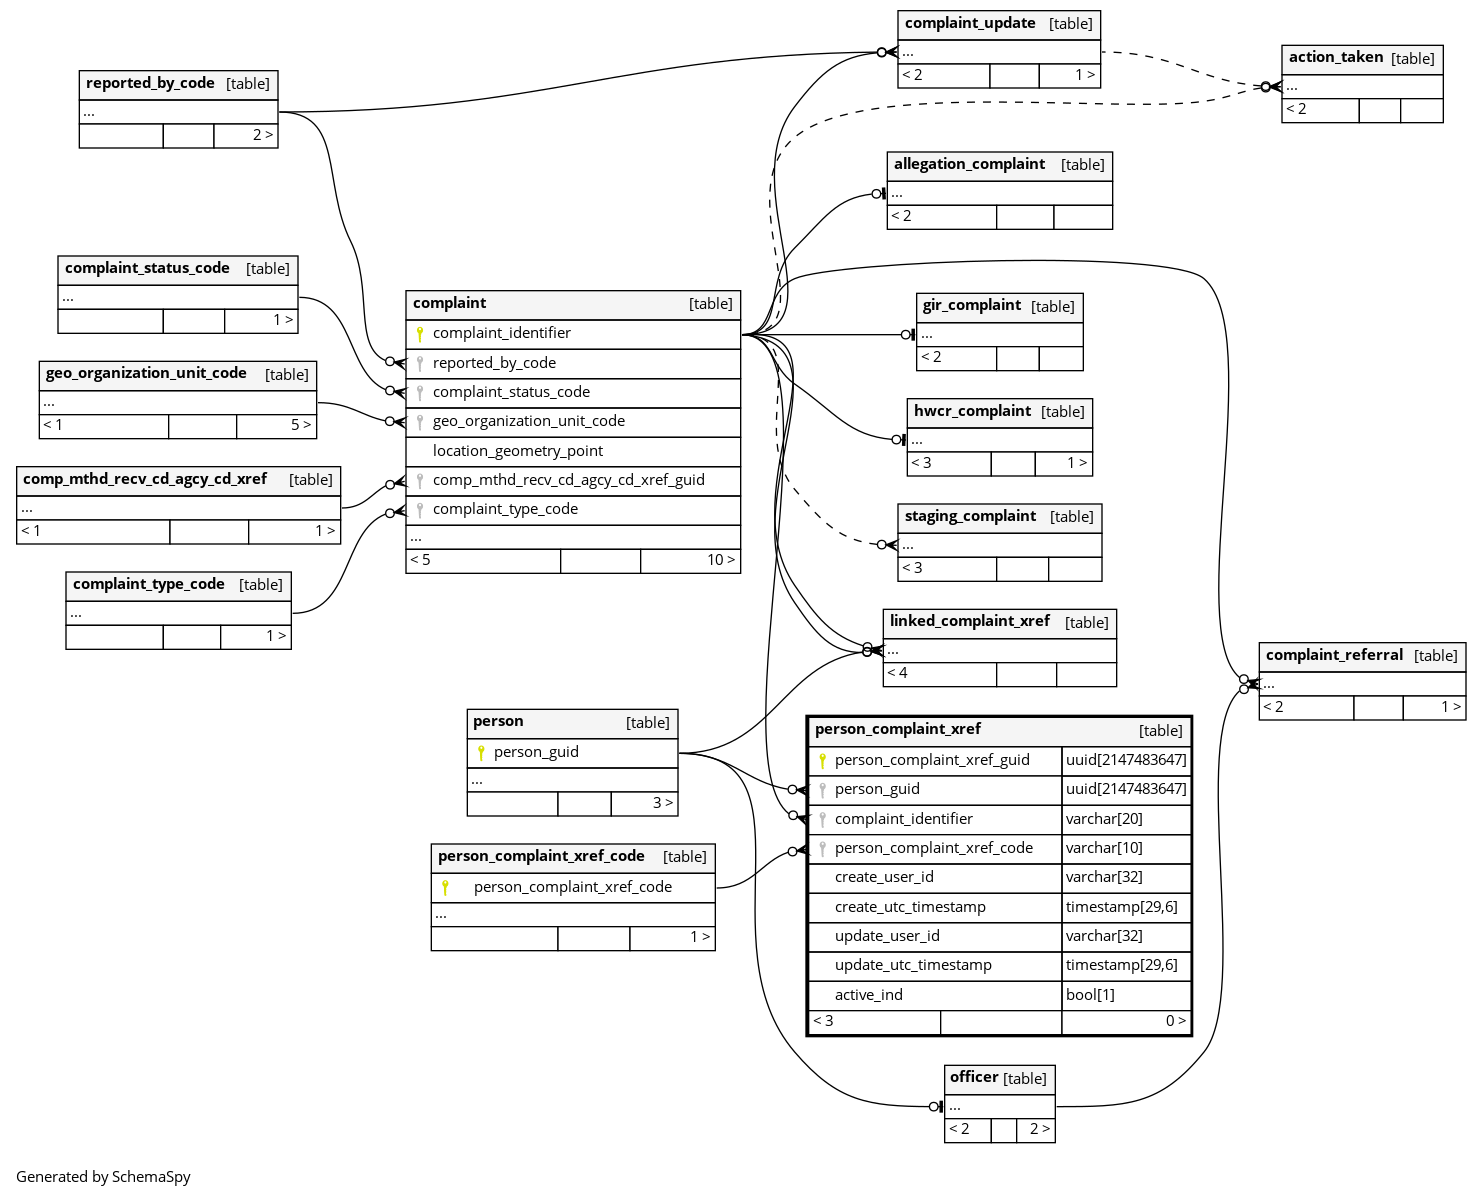 complaint_update [table]
...
< 2 1 >
action_taken [table]
...
< 2
reported_by_code [table]
...
2 >
allegation_complaint [table]
...
< 2
complaint_status_code [table]
...
1 >
geo_organization_unit_code [table]
...
< 1 5 >
comp_mthd_recv_cd_agcy_cd_xref [table]
...
< 1 1 >
complaint_type_code [table]
...
1 >
complaint [table]
complaint_identifier
reported_by_code
complaint_status_code
geo_organization_unit_code
location_geometry_point
comp_mthd_recv_cd_agcy_cd_xref_guid
complaint_type_code
...
< 5 10 >
gir_complaint [table]
...
< 2
hwcr_complaint [table]
...
< 3 1 >
staging_complaint [table]
...
< 3
linked_complaint_xref [table]
...
< 4
complaint_referral [table]
...
< 2 1 >
person [table]
person_guid
...
3 >
person_complaint_xref_code [table]
person_complaint_xref_code
...
1 >
person_complaint_xref [table]
person_complaint_xref_guid uuid[2147483647]
person_guid uuid[2147483647]
complaint_identifier varchar[20]
person_complaint_xref_code varchar[10]
create_user_id varchar[32]
create_utc_timestamp timestamp[29,6]
update_user_id varchar[32]
update_utc_timestamp timestamp[29,6]
active_ind bool[1]
< 3 0 >
officer [table]
...
< 2 2 >
Generated by SchemaSpy